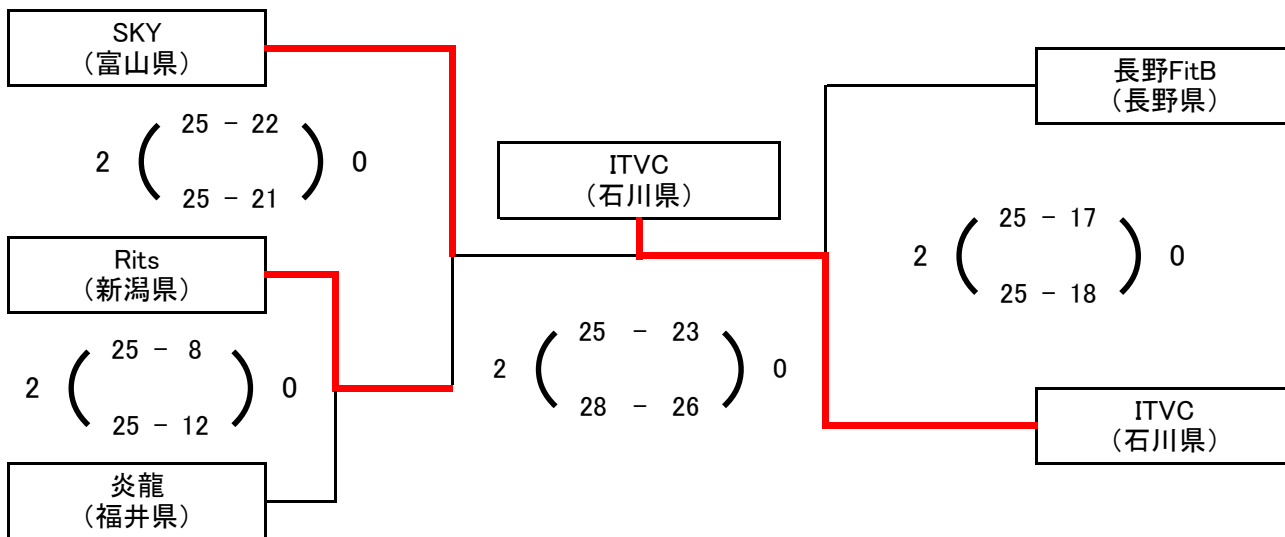 SKY
（富山県）
25 － 22
2 0
25 － 21
Rits
（新潟県）
25 － 8
2 0
25 － 12
炎龍
（福井県）
ITVC
（石川県）
25 － 23
2 0
28 － 26
長野FitB
（長野県）
25 － 17
2 0
25 － 18
ITVC
（石川県）